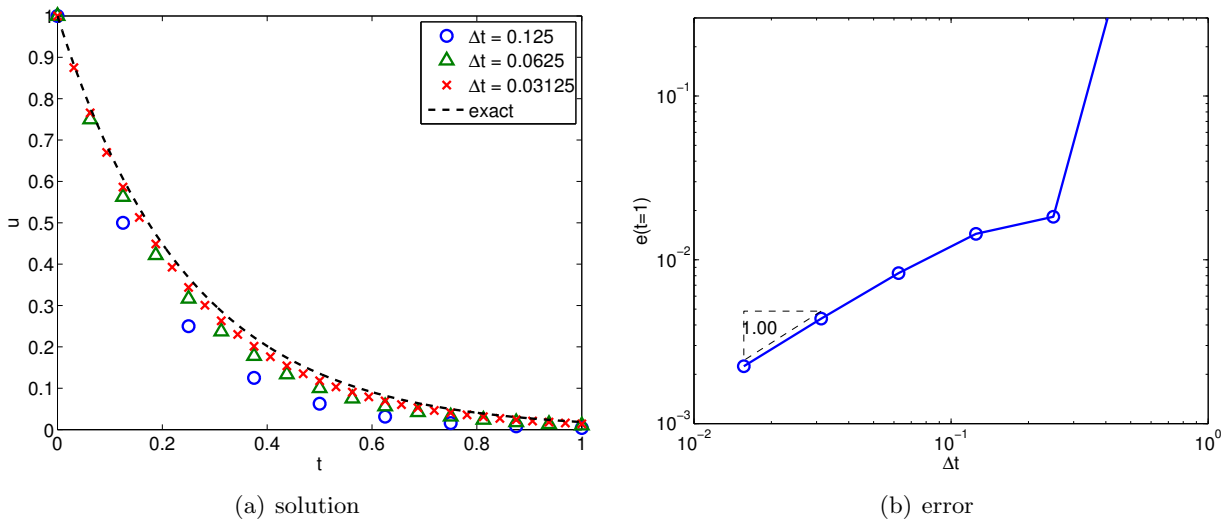 1
0.9
0.8
0.7
0.6
0.5
0.4
0.3
0.2
0.1
0
u
0 0.2 0.4 0.6 0.8 1
t
Δt = 0.125
Δt = 0.0625
Δt = 0.03125
exact
(a) solution
10^-1
10^-2
10^-3
e(t=1)
1.00
10^-2 10^-1 10^0
Δt
(b) error